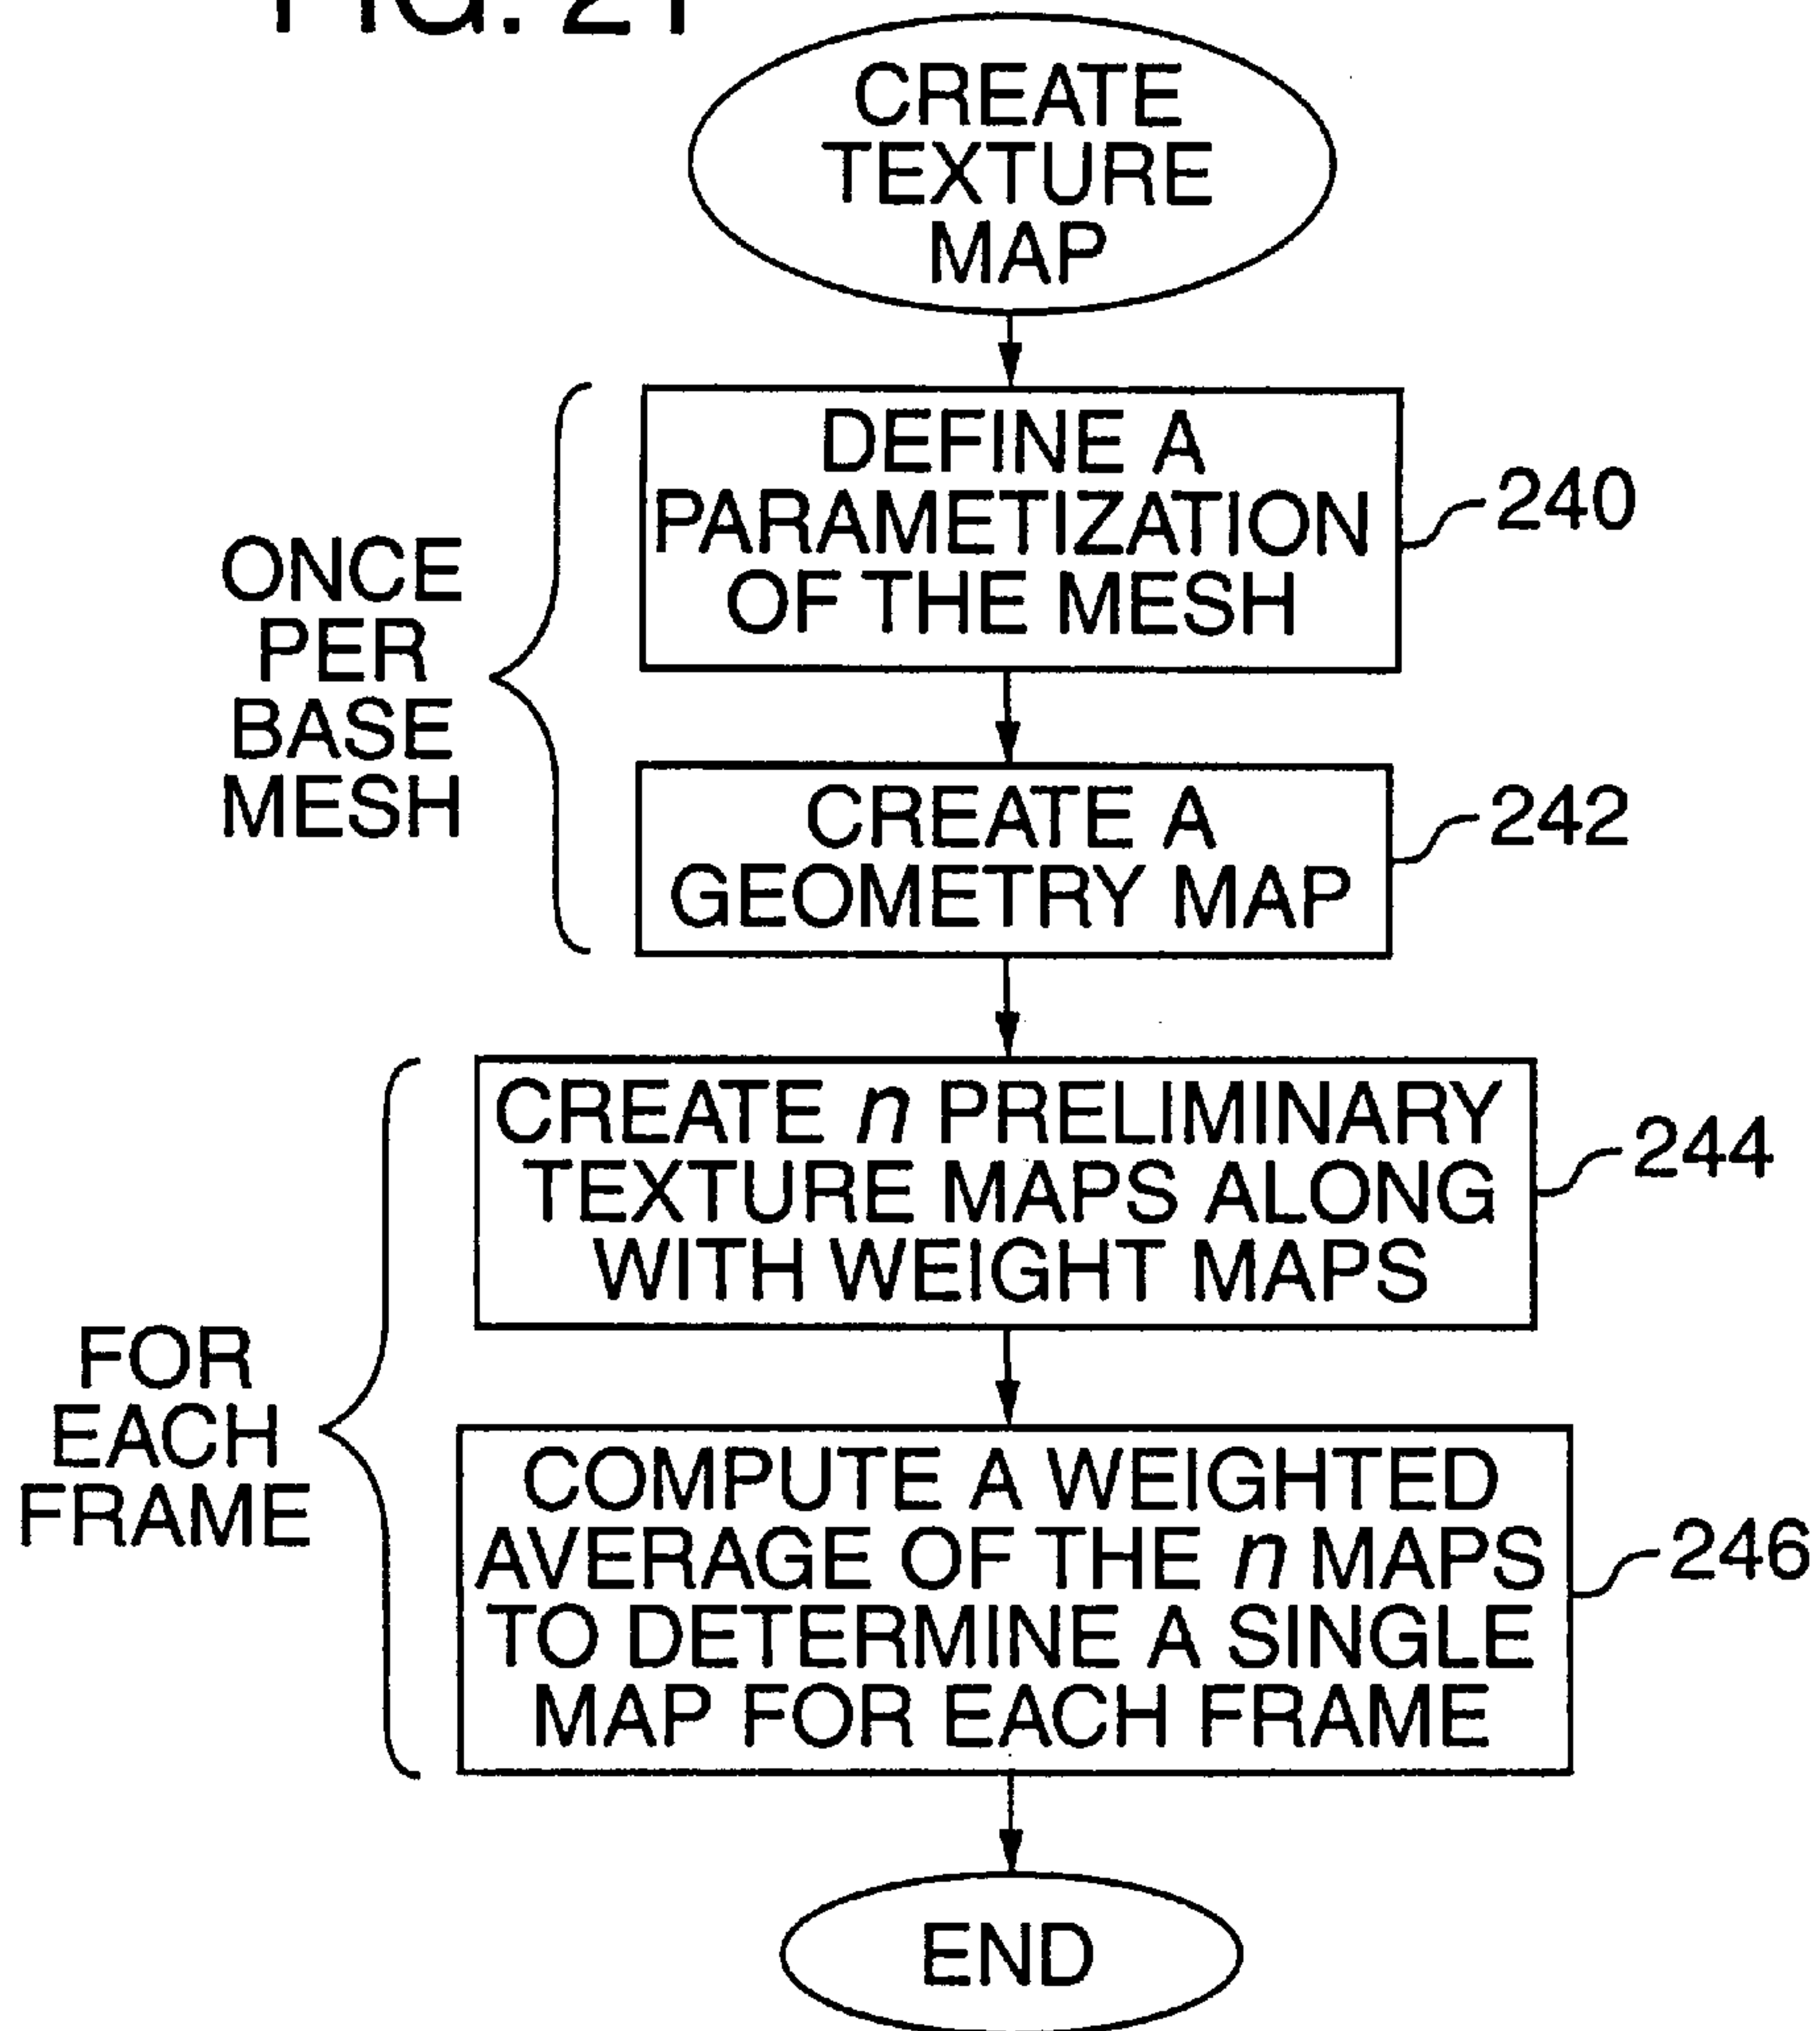 FIG. 21
CREATE
TEXTURE
MAP
DEFINE A
PARAMETIZATION
OF THE MESH
240
ONCE
PER
BASE
MESH
CREATE A
GEOMETRY MAP
242
CREATE n PRELIMINARY
TEXTURE MAPS ALONG
WITH WEIGHT MAPS
244
FOR
EACH
FRAME
COMPUTE A WEIGHTED
AVERAGE OF THE n MAPS
TO DETERMINE A SINGLE
MAP FOR EACH FRAME
246
END